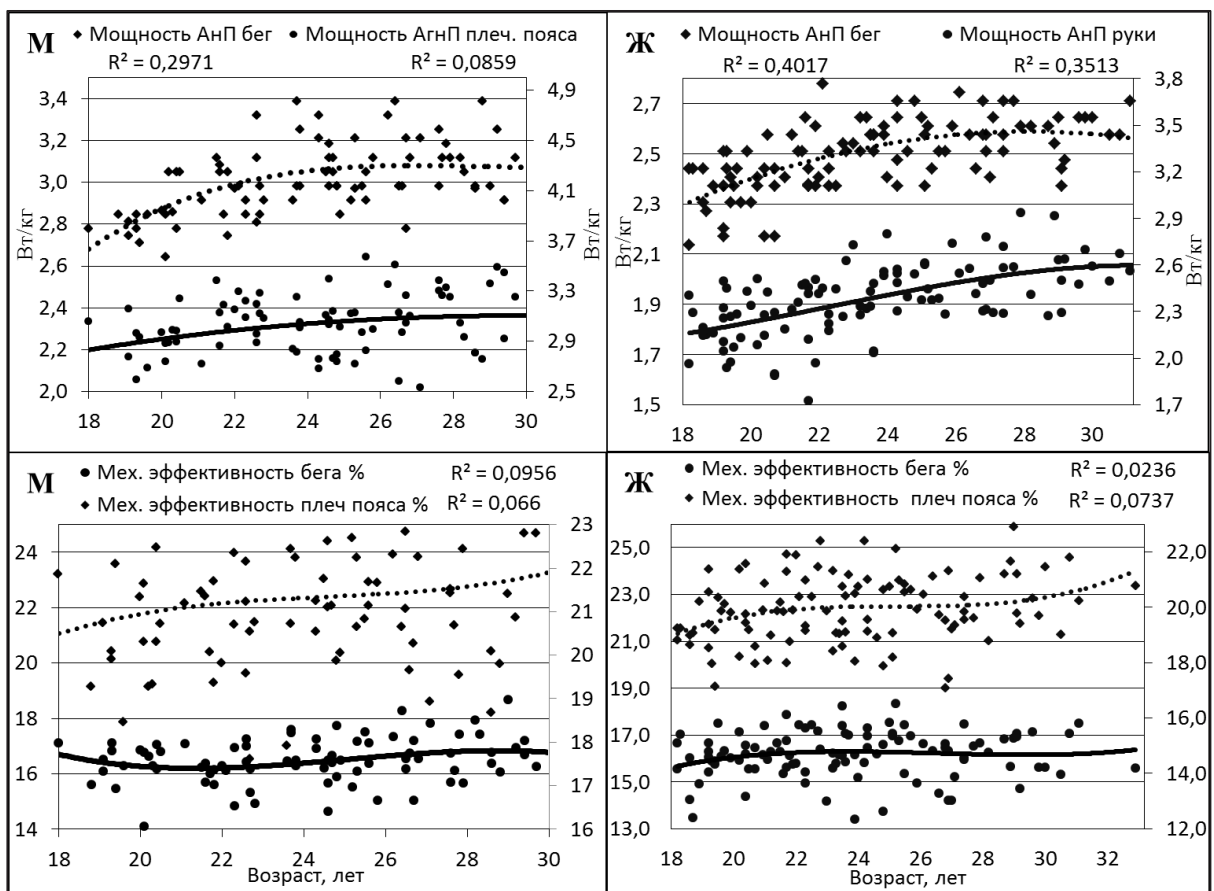 М
Мощность АнП бег
Мощность АгнП плеч. пояса
R² = 0,2971
R² = 0,0859
3,4
3,2
3,0
2,8
2,6
2,4
2,2
2,0
Вт/кг
4,9
4,5
4,1
3,7
3,3
2,9
2,5
Вт/кг
18 20 22 24 26 28 30
Ж
Мощность АнП бег
Мощность АнП руки
R² = 0,4017
R² = 0,3513
2,7
2,5
2,3
2,1
1,9
1,7
1,5
Вт/кг
3,8
3,5
3,2
2,9
2,6
2,3
2,0
1,7
Вт/кг
18 20 22 24 26 28 30
М
Мех. эффективность бега %
R² = 0,0956
Мех. эффективность плеч пояса %
R² = 0,066
24
22
20
18
16
14
23
22
21
20
19
18
17
16
18 20 22 24 26 28 30
Возраст, лет
Ж
Мех. эффективность бега %
R² = 0,0236
Мех. эффективность плеч пояса %
R² = 0,0737
25,0
23,0
21,0
19,0
17,0
15,0
13,0
22,0
20,0
18,0
16,0
14,0
12,0
18 20 22 24 26 28 30 32
Возраст, лет